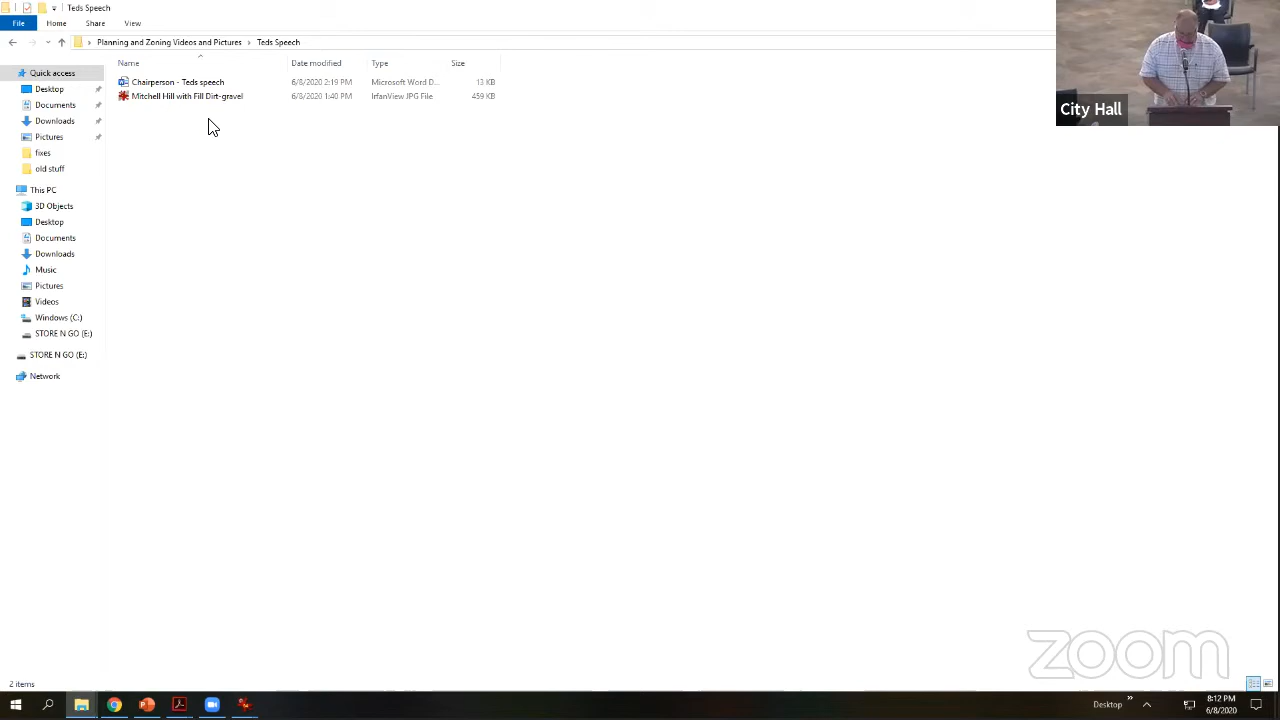 Teds Speech
File Home Share View
Planning and Zoning Videos and Pictures > Teds Speech
Name Date modified Type Size
Chairperson - Teds speech 6/8/2020 2:19 PM Microsoft Word D... 13 KB
Mitchell Hill with Fill Dirt-gravel 6/8/2020 1:40 PM IrfanView JPG File 459 KB
Quick access
Desktop
Documents
Downloads
Pictures
fixes
old stuff
This PC
3D Objects
Desktop
Documents
Downloads
Music
Pictures
Videos
Windows (C:)
STORE N GO (E:)
STORE N GO (E:)
Network
City Hall
zoom
2 items
Desktop
8:12 PM
6/8/2020